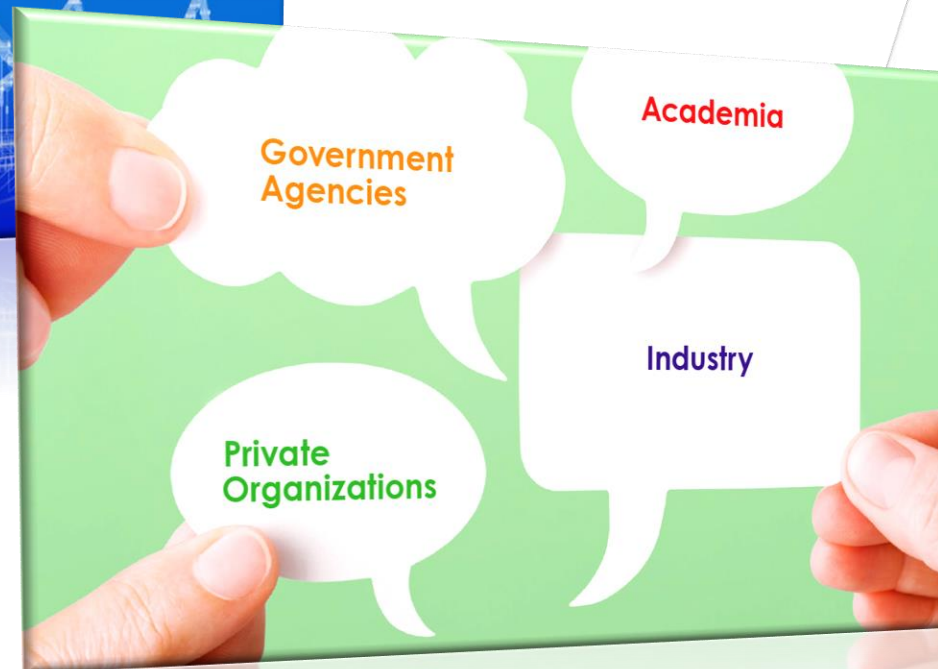 Government
Agencies
Academia
Industry
Private
Organizations